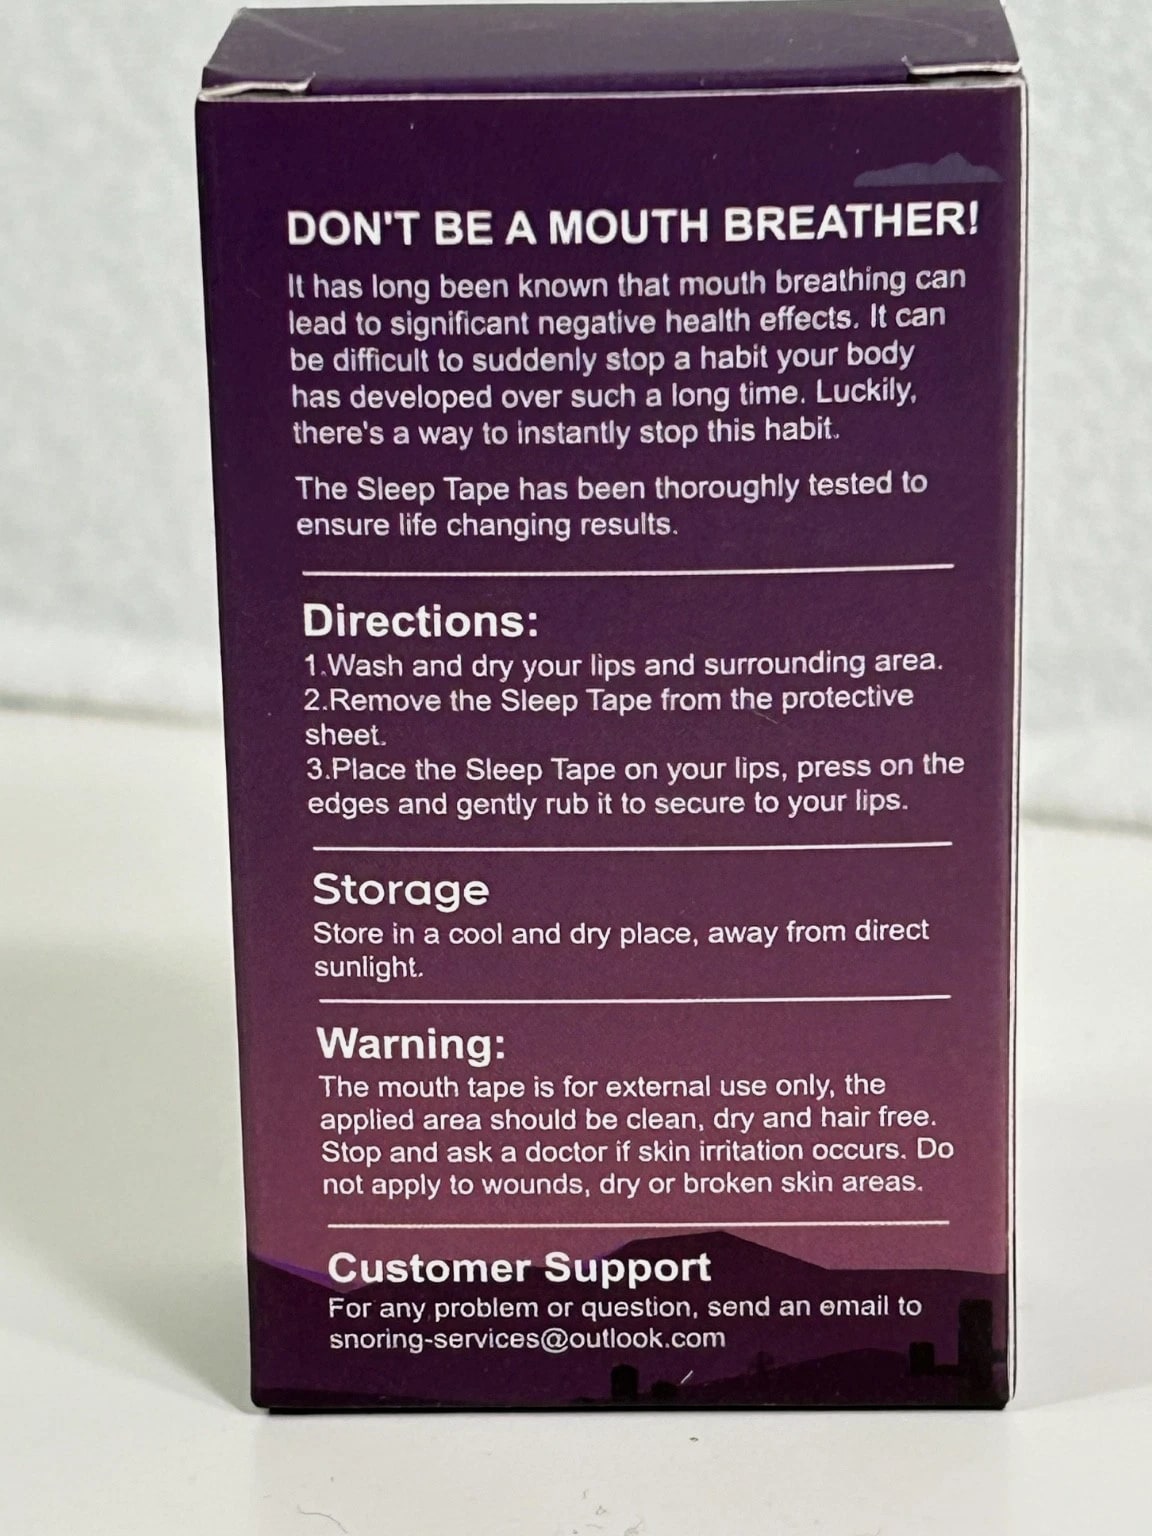 DON'T BE A MOUTH BREATHER!
It has long been known that mouth breathing can
lead to significant negative health effects. It can
be difficult to suddenly stop a habit your body
has developed over such a long time. Luckily,
there's a way to instantly stop this habit.
The Sleep Tape has been thoroughly tested to
ensure life changing results.
Directions:
1.Wash and dry your lips and surrounding area.
2.Remove the Sleep Tape from the protective
sheet.
3.Place the Sleep Tape on your lips, press on the
edges and gently rub it to secure to your lips.
Storage
Store in a cool and dry place, away from direct
sunlight.
Warning:
The mouth tape is for external use only, the
applied area should be clean, dry and hair free.
Stop and ask a doctor if skin irritation occurs. Do
not apply to wounds, dry or broken skin areas.
Customer Support
For any problem or question, send an email to
snoring-services@outlook.com